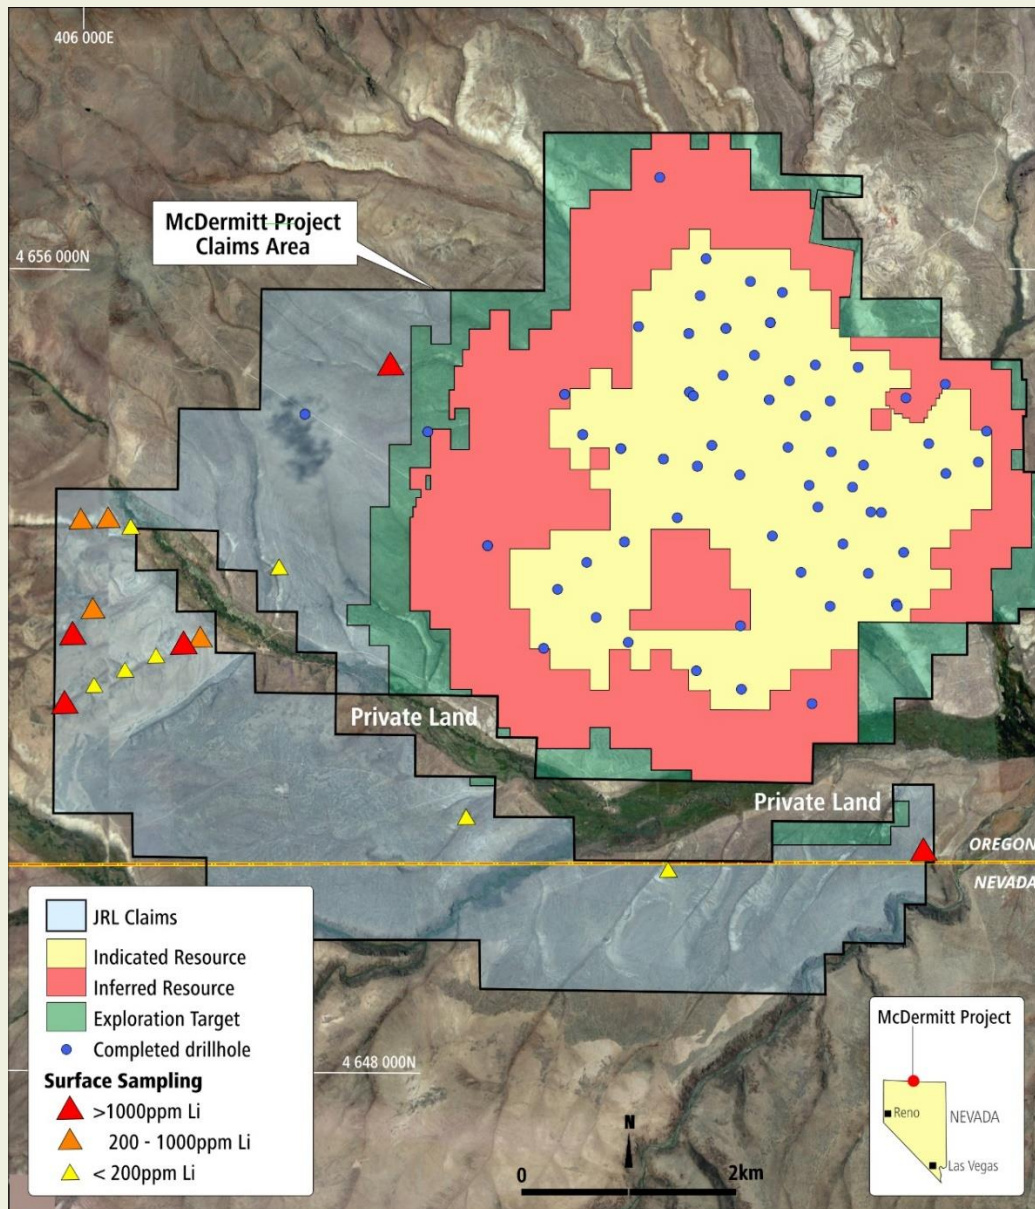 406 000E
McDermitt Project
Claims Area
4 656 000N
Private Land
Private Land
OREGON
NEVADA
JRL Claims
Indicated Resource
Inferred Resource
Exploration Target
Completed drillhole
Surface Sampling
>1000ppm Li
200 - 1000ppm Li
< 200ppm Li
4 648 000N
N
0
2km
McDermitt Project
Reno
NEVADA
Las Vegas